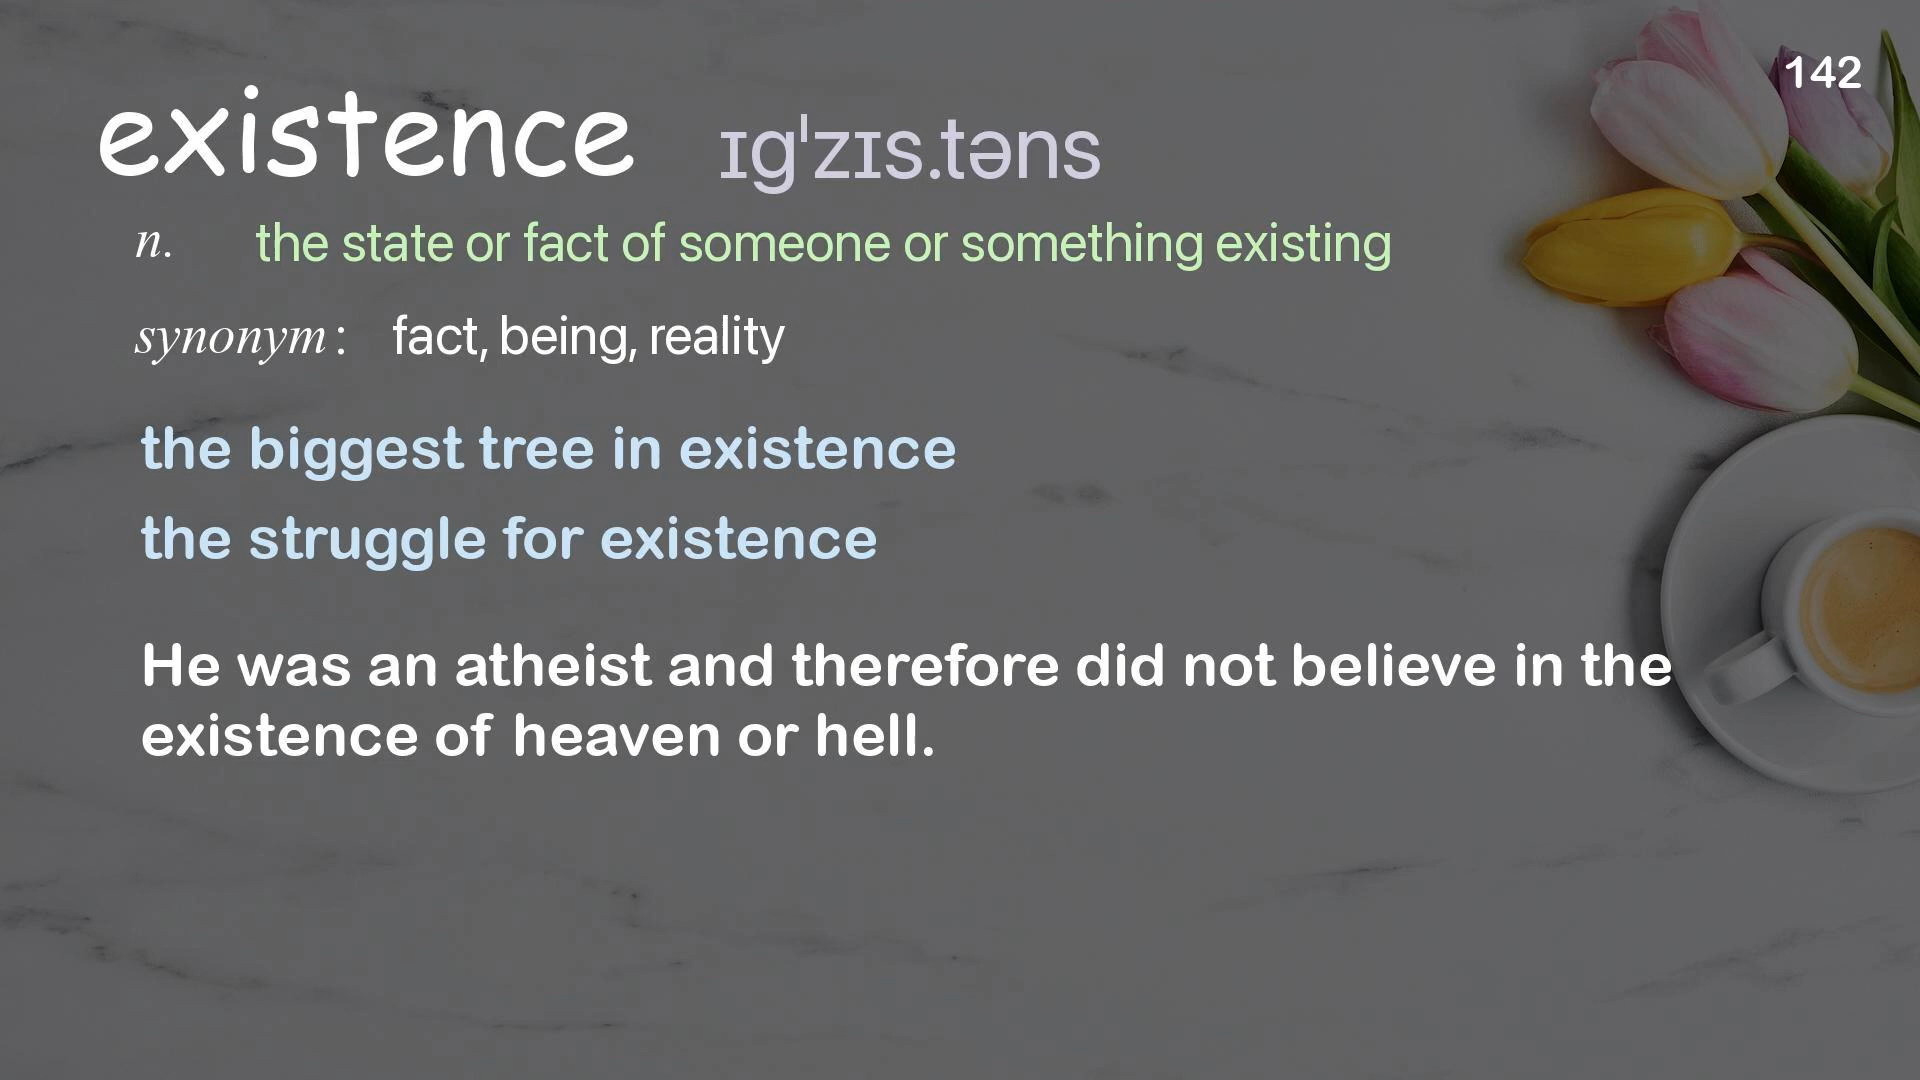 142
existence ɪɡˈzɪs.təns
n. the state or fact of someone or something existing
synonym: fact, being, reality
the biggest tree in existence
the struggle for existence
He was an atheist and therefore did not believe in the
existence of heaven or hell.